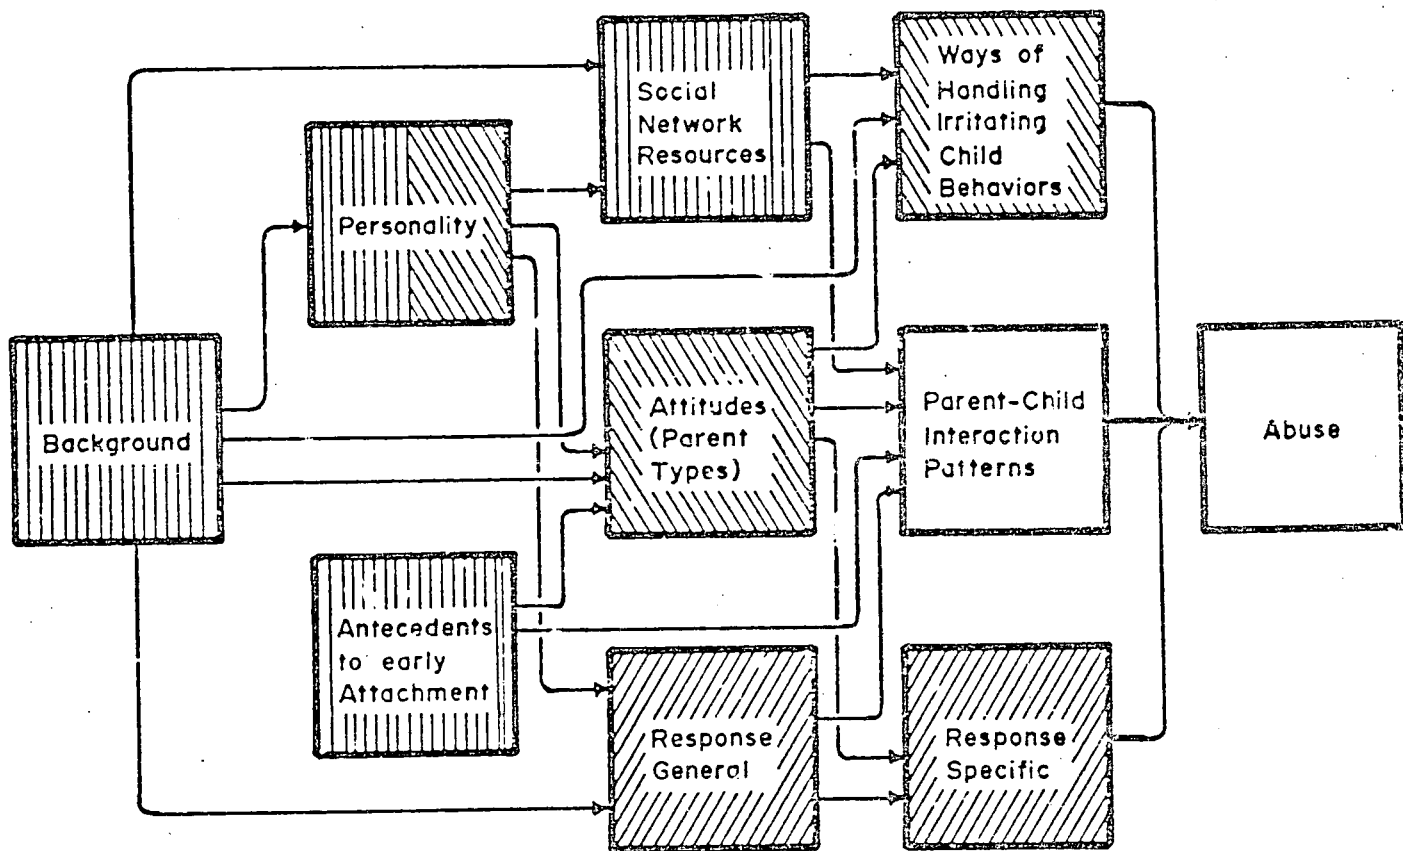 Background
Personality
Antecedents
to early
Attachment
Social
Network
Resources
Attitudes
(Parent
Types)
Response
General
Ways of
Handling
Irritating
Child
Behaviors
Parent-Child
Interaction
Patterns
Response
Specific
Abuse